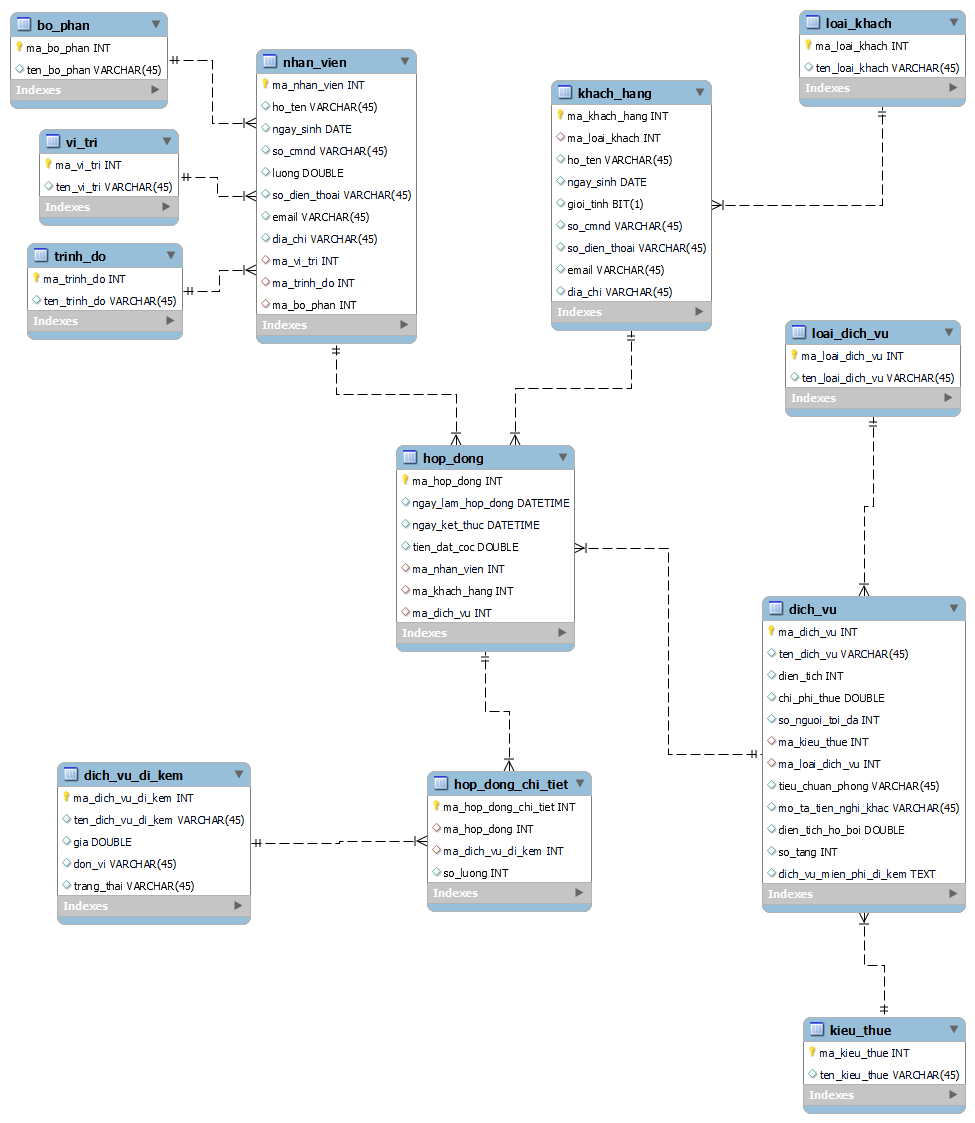 bo_phan
ma_bo_phan INT
ten_bo_phan VARCHAR(45)
Indexes
vi_tri
ma_vi_tri INT
ten_vi_tri VARCHAR(45)
Indexes
trinh_do
ma_trinh_do INT
ten_trinh_do VARCHAR(45)
Indexes
nhan_vien
ma_nhan_vien INT
ho_ten VARCHAR(45)
ngay_sinh DATE
so_cmnd VARCHAR(45)
luong DOUBLE
so_dien_thoai VARCHAR(45)
email VARCHAR(45)
dia_chi VARCHAR(45)
ma_vi_tri INT
ma_trinh_do INT
ma_bo_phan INT
Indexes
khach_hang
ma_khach_hang INT
ma_loai_khach INT
ho_ten VARCHAR(45)
ngay_sinh DATE
gioi_tinh BIT(1)
so_cmnd VARCHAR(45)
so_dien_thoai VARCHAR(45)
email VARCHAR(45)
dia_chi VARCHAR(45)
Indexes
loai_khach
ma_loai_khach INT
ten_loai_khach VARCHAR(45)
Indexes
loai_dich_vu
ma_loai_dich_vu INT
ten_loai_dich_vu VARCHAR(45)
Indexes
hop_dong
ma_hop_dong INT
ngay_lam_hop_dong DATETIME
ngay_ket_thuc DATETIME
tien_dat_coc DOUBLE
ma_nhan_vien INT
ma_khach_hang INT
ma_dich_vu INT
Indexes
dich_vu
ma_dich_vu INT
ten_dich_vu VARCHAR(45)
dien_tich INT
chi_phi_thue DOUBLE
so_nguoi_toi_da INT
ma_kieu_thue INT
ma_loai_dich_vu INT
tieu_chuan_phong VARCHAR(45)
mo_ta_tien_nghi_khac VARCHAR(45)
dien_tich_ho_boi DOUBLE
so_tang INT
dich_vu_mien_phi_di_kem TEXT
Indexes
dich_vu_di_kem
ma_dich_vu_di_kem INT
ten_dich_vu_di_kem VARCHAR(45)
gia DOUBLE
don_vi VARCHAR(45)
trang_thai VARCHAR(45)
Indexes
hop_dong_chi_tiet
ma_hop_dong_chi_tiet INT
ma_hop_dong INT
ma_dich_vu_di_kem INT
so_luong INT
Indexes
kieu_thue
ma_kieu_thue INT
ten_kieu_thue VARCHAR(45)
Indexes